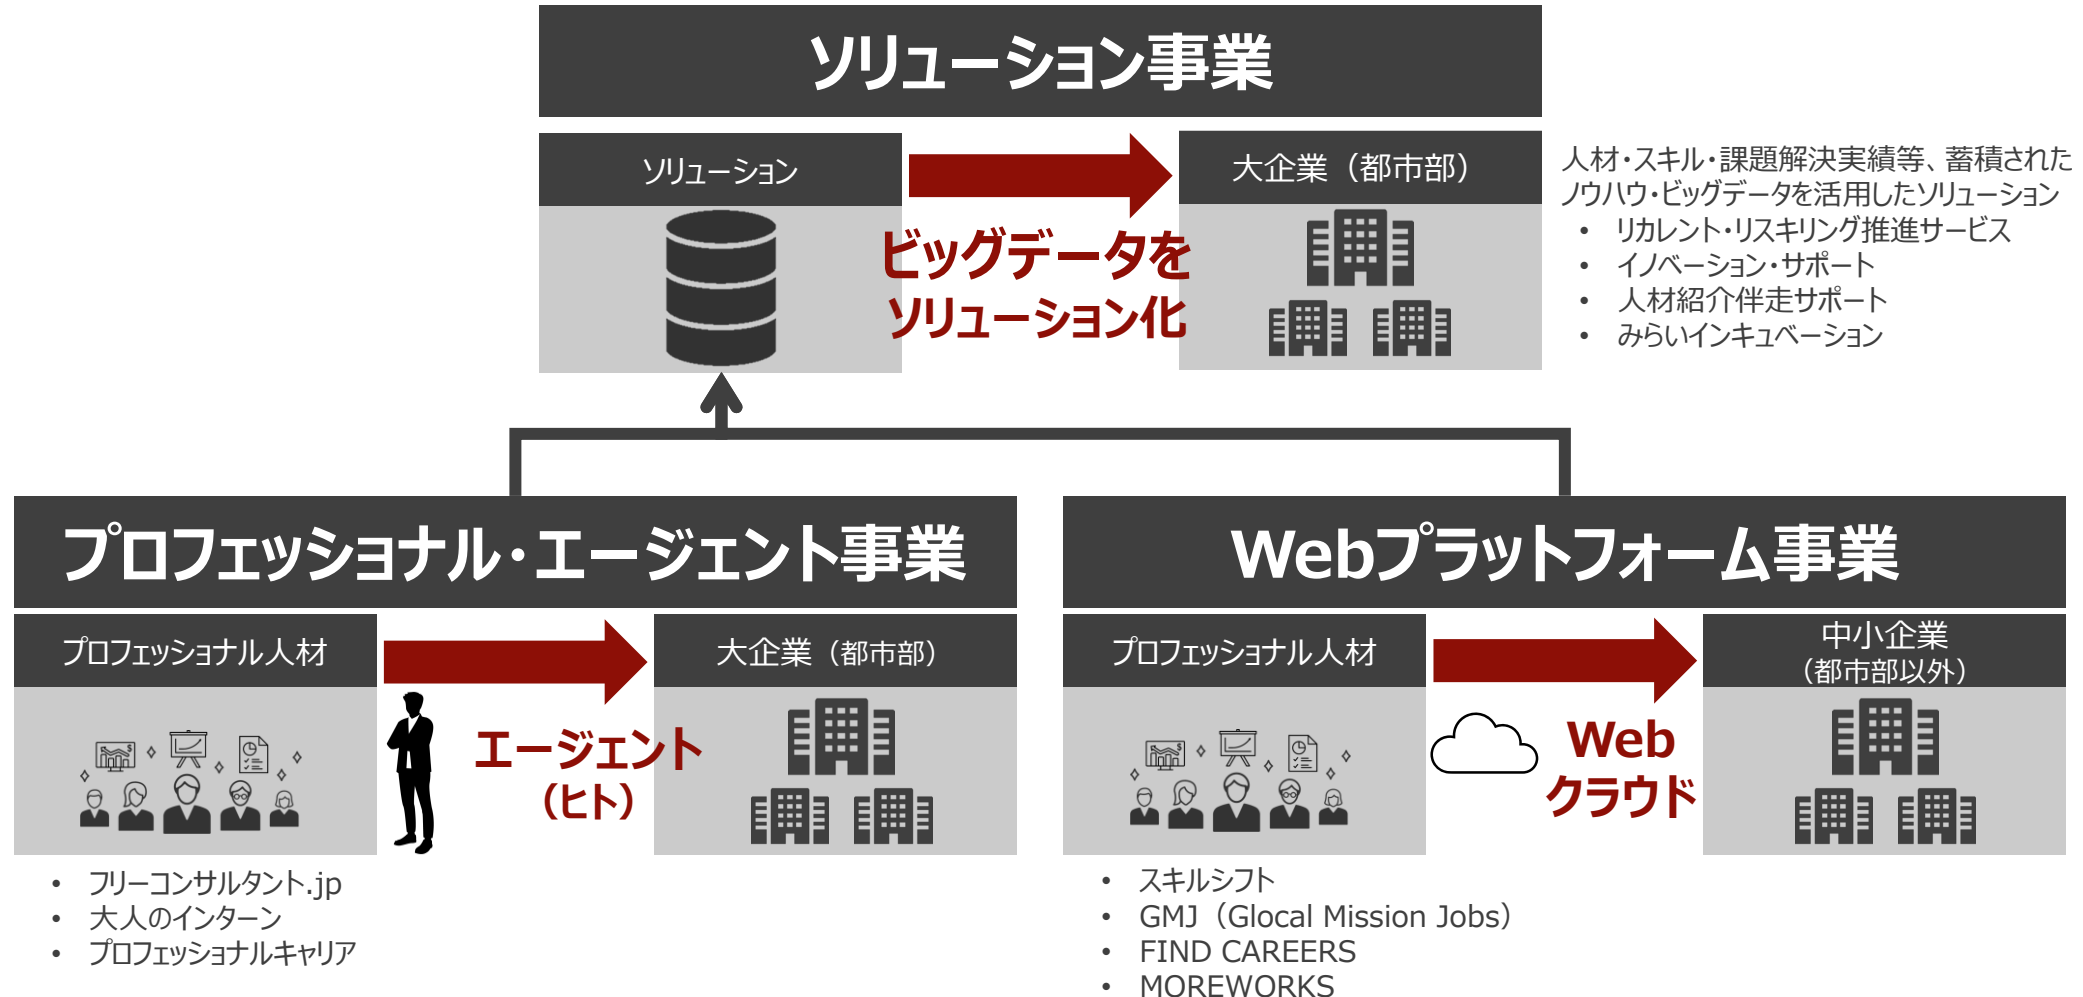 ソリューション事業
ソリューション
大企業（都市部）
ビッグデータを
ソリューション化
人材・スキル・課題解決実績等、蓄積された
ノウハウ・ビッグデータを活用したソリューション
• リカレント・リスキリング推進サービス
• イノベーション・サポート
• 人材紹介伴走サポート
• みらいインキュベーション
プロフェッショナル・エージェント事業
プロフェッショナル人材
大企業（都市部）
エージェント
（ヒト）
• フリーコンサルタント.jp
• 大人のインターン
• プロフェッショナルキャリア
Webプラットフォーム事業
プロフェッショナル人材
中小企業
（都市部以外）
Web
クラウド
• スキルシフト
• GMJ（Glocal Mission Jobs）
• FIND CAREERS
• MOREWORKS